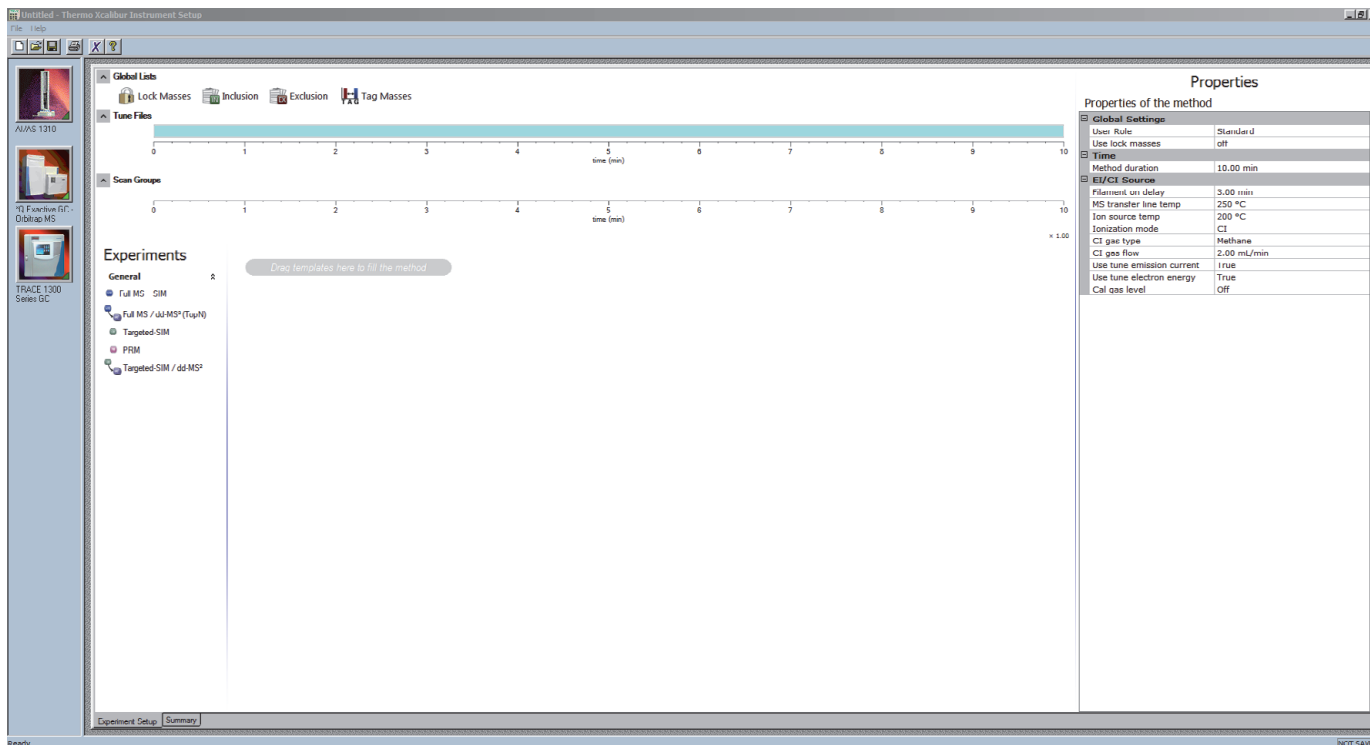 Untitled - Thermo Xcalibur Instrument Setup
File Help
AI/AS 1310
*Q Exactive GC -
Orbitrap MS
TRACE 1300
Series GC
Global Lists
Lock Masses Inclusion Exclusion Tag Masses
Tune Files
0 1 2 3 4 5 6 7 8 9 10
time (min)
Scan Groups
0 1 2 3 4 5 6 7 8 9 10
time (min)
× 1.00
Experiments
General
Full MS - SIM
Full MS / dd-MS² (TopN)
Targeted-SIM
PRM
Targeted-SIM / dd-MS²
Drag templates here to fill the method
Properties
Properties of the method
Global Settings
User Role Standard
Use lock masses off
Time
Method duration 10.00 min
EI/CI Source
Filament on delay 3.00 min
MS transfer line temp 250 °C
Ion source temp 200 °C
Ionization mode CI
CI gas type Methane
CI gas flow 2.00 mL/min
Use tune emission current True
Use tune electron energy True
Cal gas level Off
Experiment Setup Summary
Ready NOT SAV